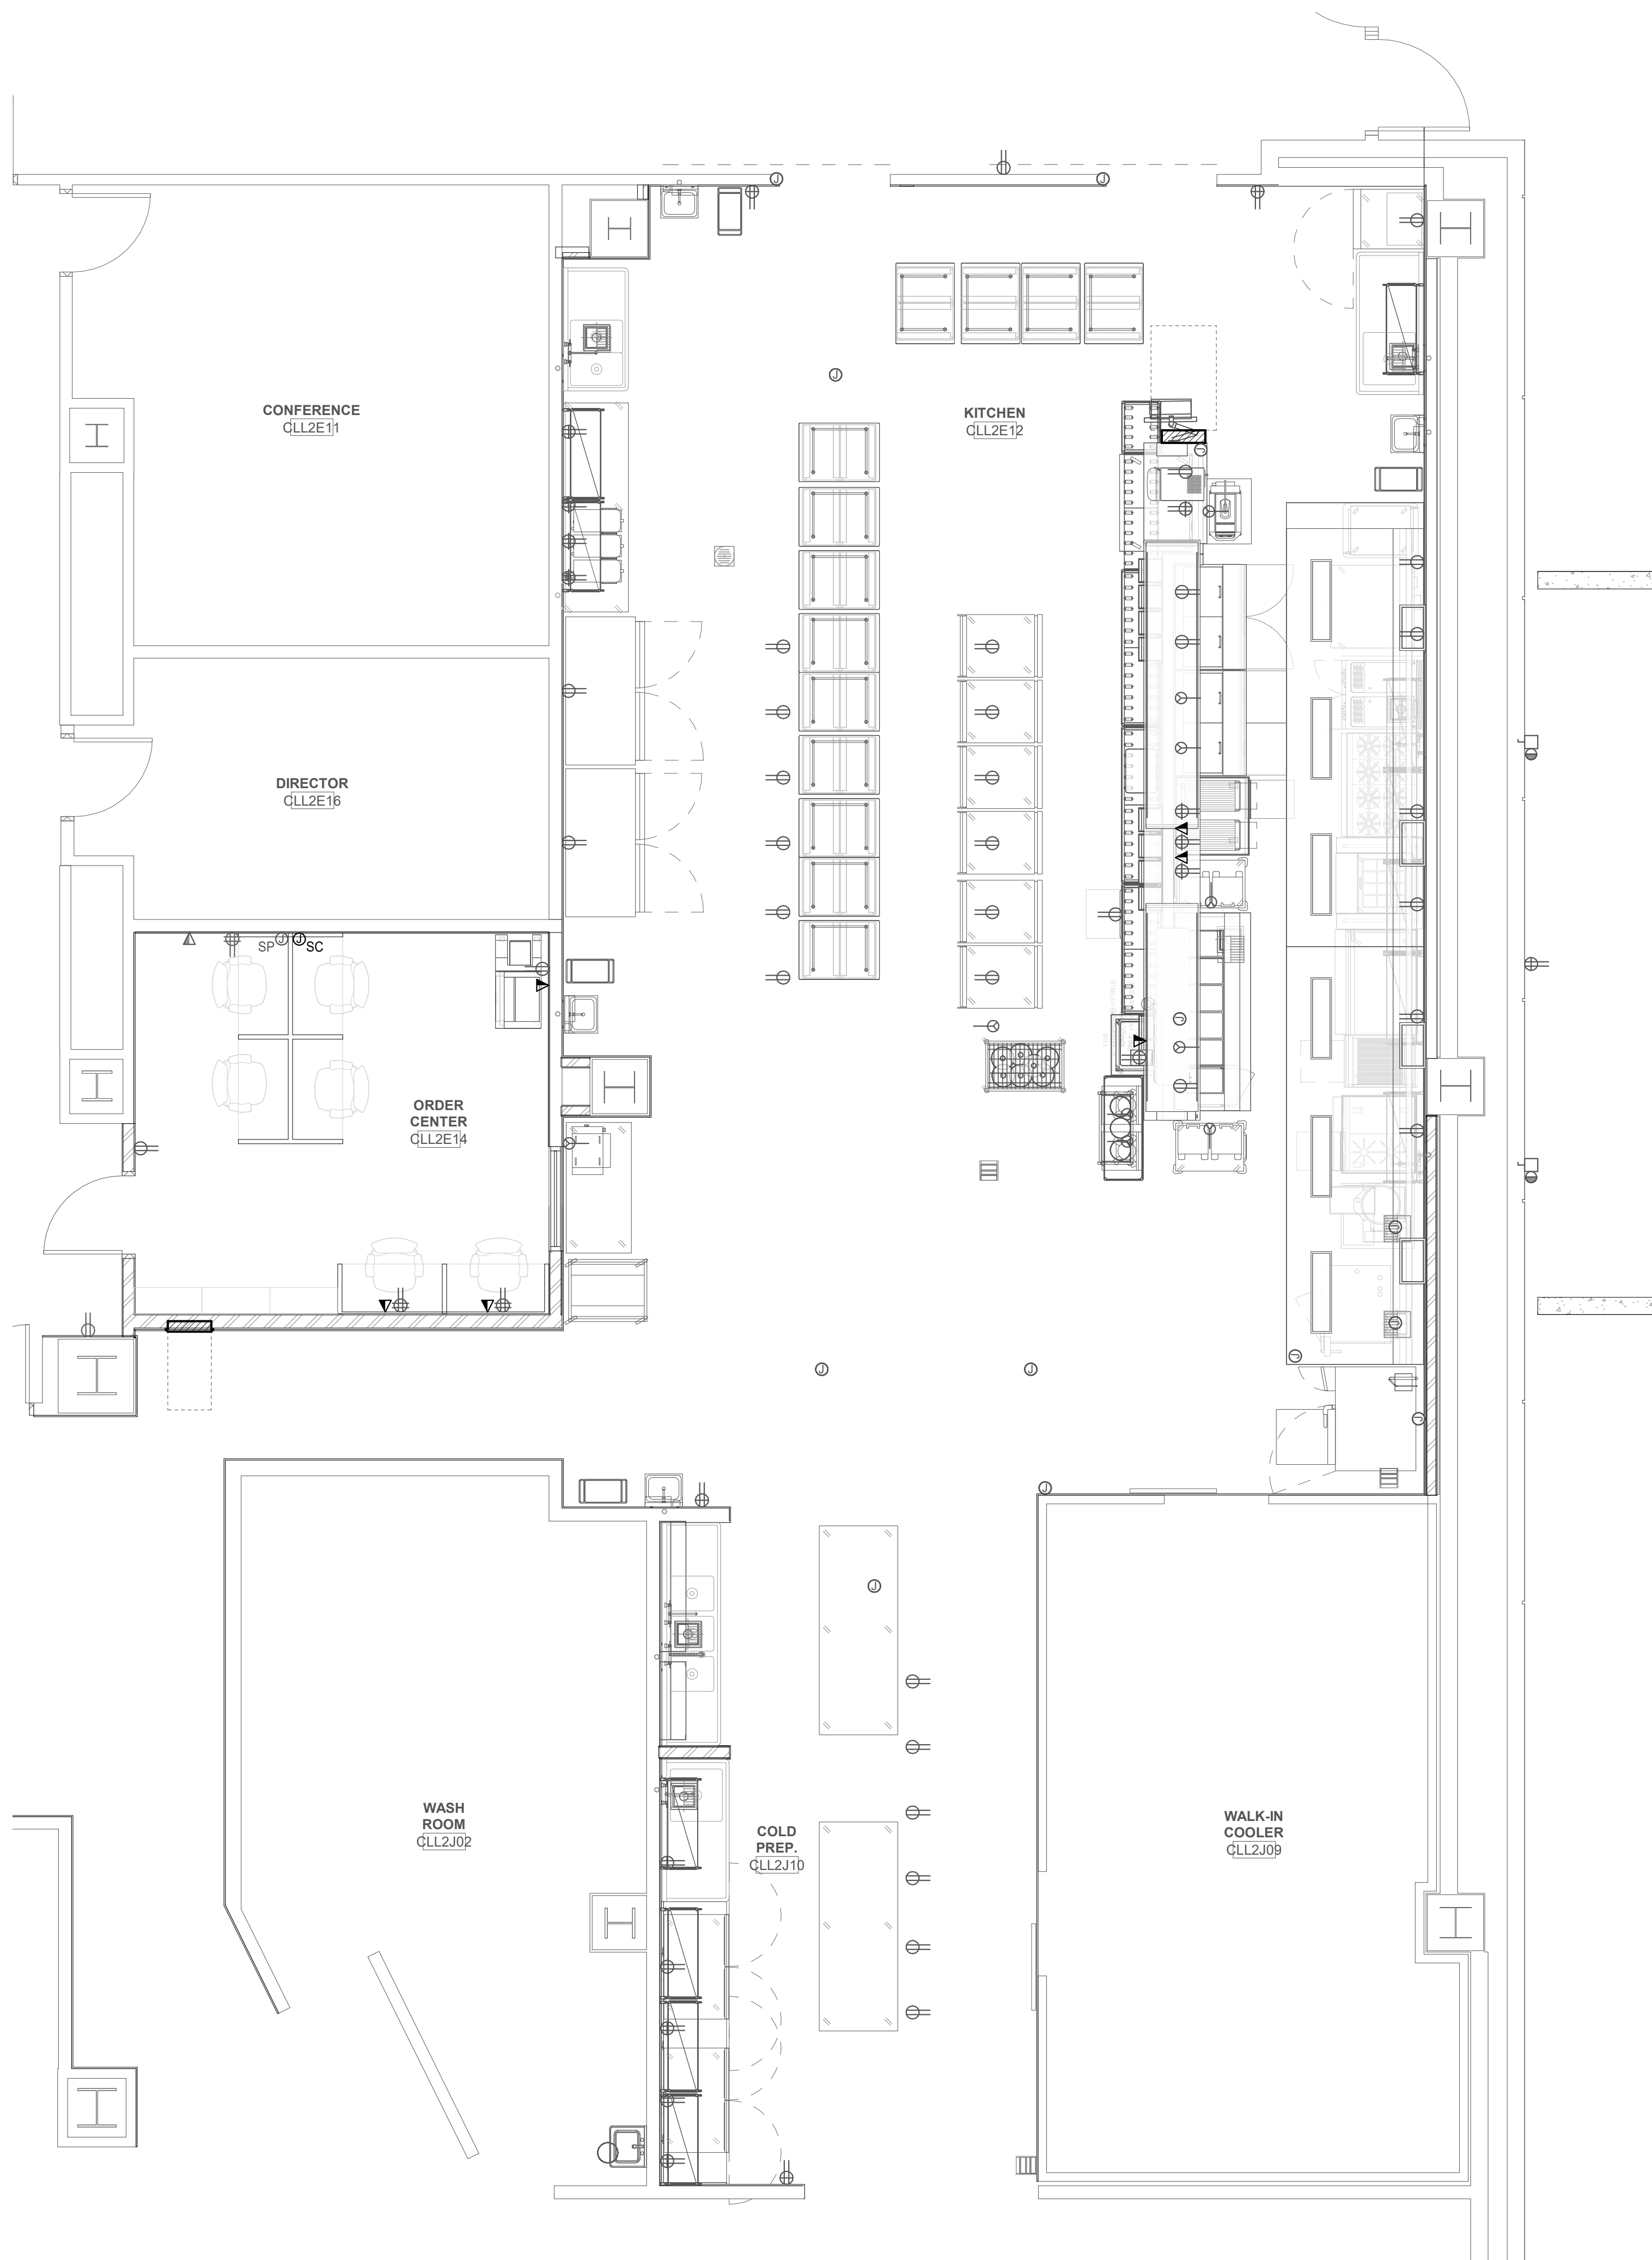 J
J
CONFERENCE
CLL2E11
J
KITCHEN
CLL2E12
J
DIRECTOR
CLL2E16
SP
J
J
SC
J
ORDER
CENTER
CLL2E14
J
J
J
J
J
J
J
J
WASH
ROOM
CLL2J02
COLD
PREP.
CLL2J10
WALK-IN
COOLER
CLL2J09